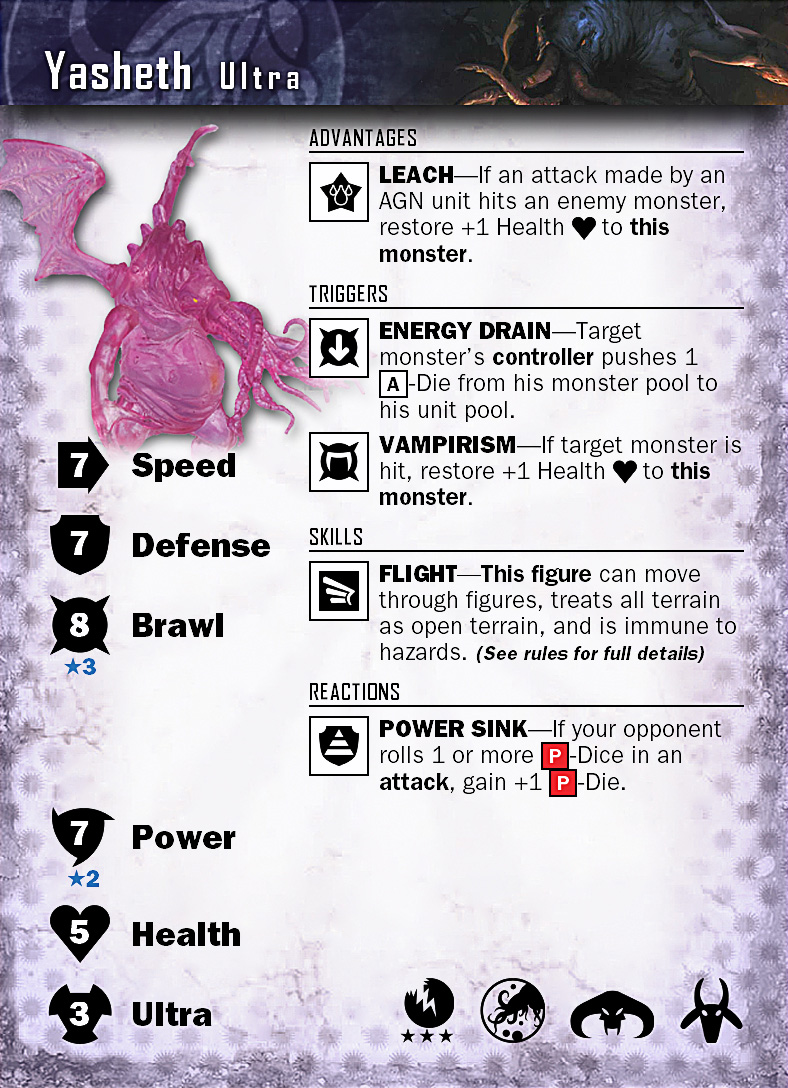 Yasheth Ultra
ADVANTAGES
LEACH—If an attack made by an
AGN unit hits an enemy monster,
restore +1 Health ♥ to this
monster.
TRIGGERS
ENERGY DRAIN—Target
monster's controller pushes 1
A-Die from his monster pool to
his unit pool.
VAMPIRISM—If target monster is
hit, restore +1 Health ♥ to this
monster.
SKILLS
FLIGHT—This figure can move
through figures, treats all terrain
as open terrain, and is immune to
hazards. (See rules for full details)
REACTIONS
POWER SINK—If your opponent
rolls 1 or more P-Dice in an
attack, gain +1 P-Die.
7 Speed
7 Defense
8 Brawl
★3
7 Power
★2
5 Health
3 Ultra
★★★